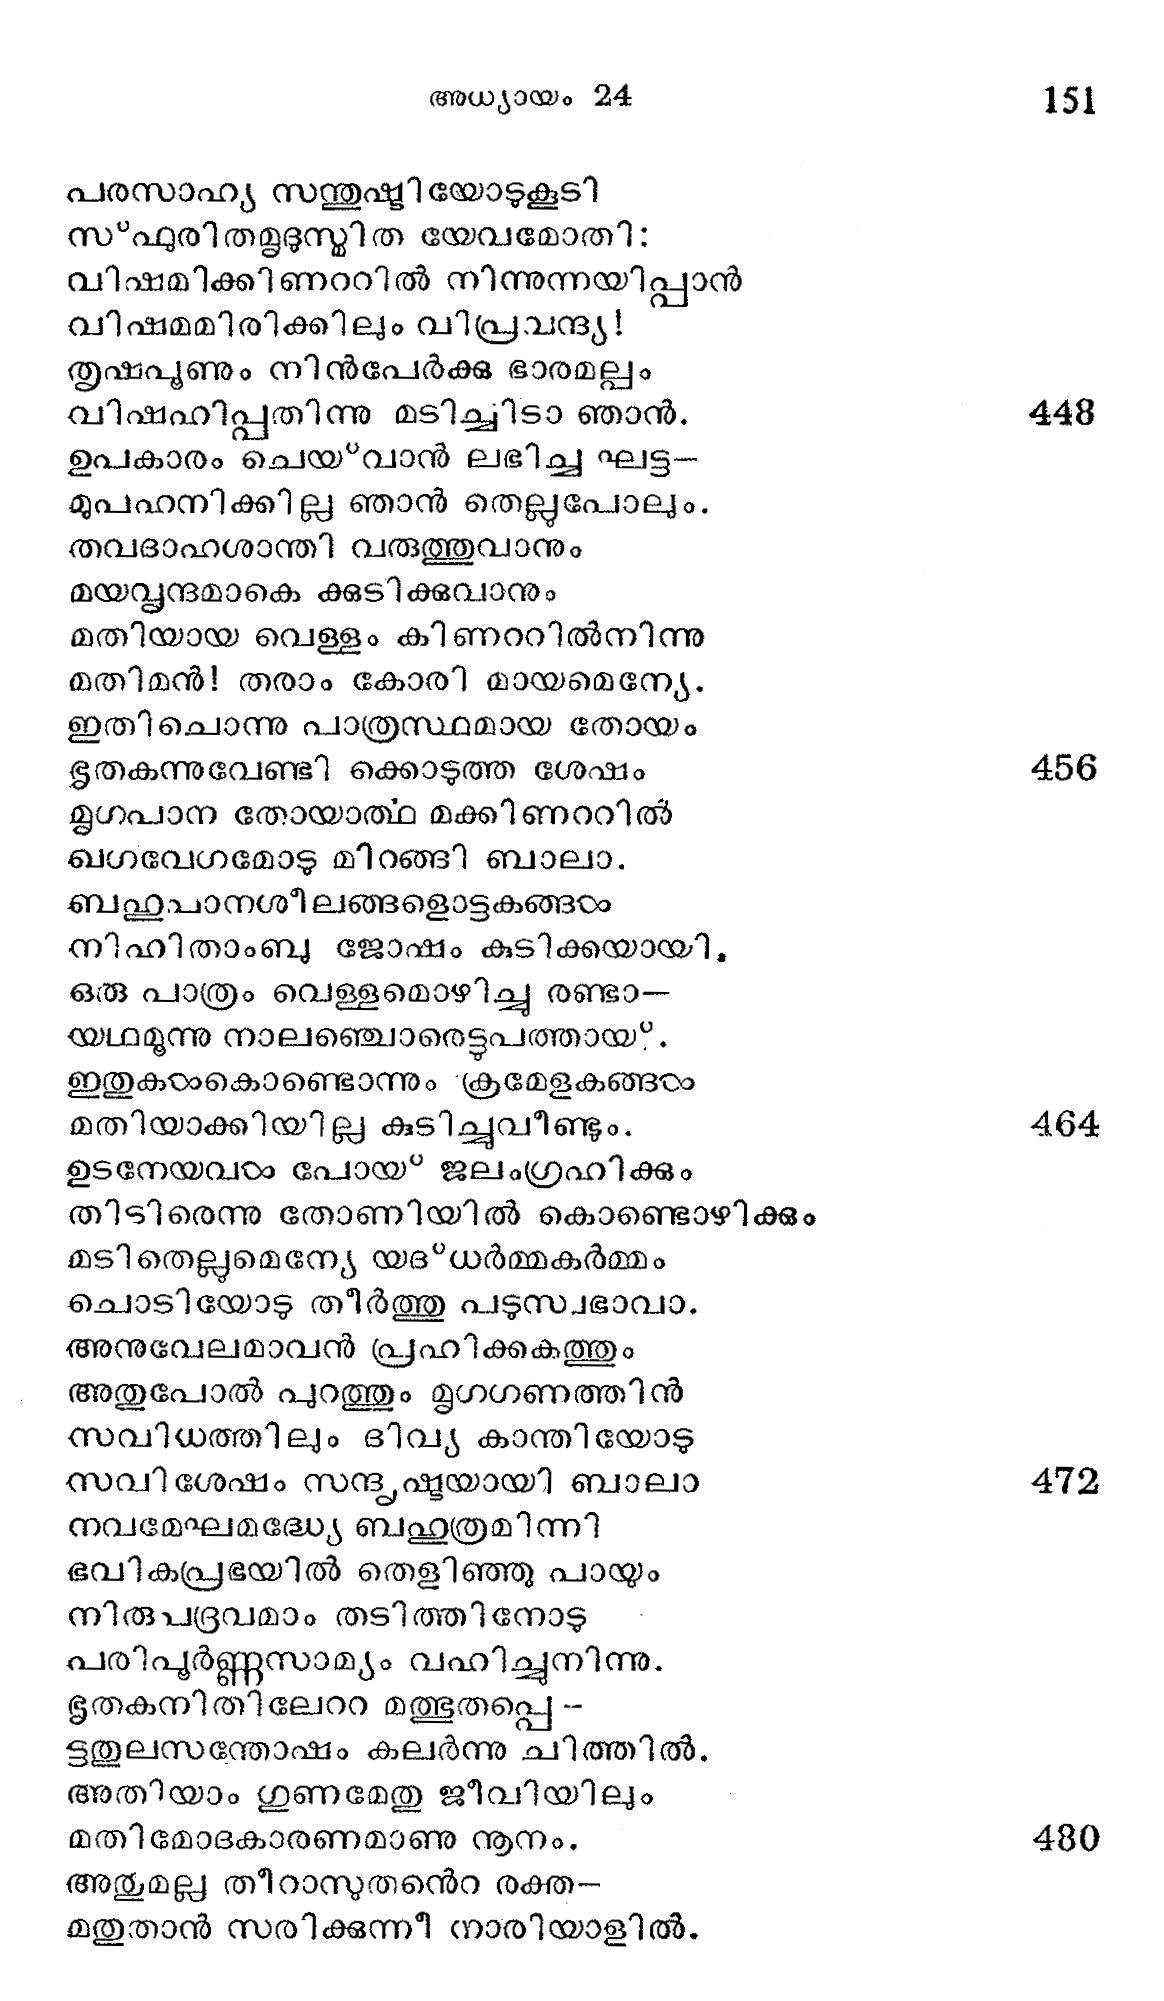 അധ്യായം 24 151
പരസാഹ്യ സന്തുഷ്ടിയോടുകൂടി
സ്ഫുരിതമൃദുസ്മിത യേവമോതി:
വിഷമിക്കിണററിൽ നിന്നുന്നയിപ്പാൻ
വിഷമമിരിക്കിലും വിപ്രവന്ദ്യ!
തൃഷപൂണും നിൻപേർക്കു ഭാരമല്പം
വിഷഹിപ്പതിന്നു മടിച്ചിടാ ഞാൻ. 448
ഉപകാരം ചെയ്‌വാൻ ലഭിച്ച ഘട്ട—
മുപഹനിക്കില്ല ഞാൻ തെല്ലുപോലും.
തവദാഹശാന്തി വരുത്തുവാനും
മയവൃന്ദമാകെ ക്കുടിക്കുവാനും
മതിയായ വെള്ളം കിണററിൽനിന്നു
മതിമൻ! തരാം കോരി മായമെന്യേ.
ഇതിചൊന്നു പാത്രസ്ഥമായ തോയം
ഭൃതകന്നുവേണ്ടി ക്കൊടുത്ത ശേഷം 456
മൃഗപാന തോയാൎത്ഥ മക്കിണററിൽ
ഖഗവേഗമോടു മിറങ്ങി ബാലാ.
ബഹുപാനശീലങ്ങളൊട്ടകങ്ങൾ
നിഹിതാംബു ജോഷം കുടിക്കയായി.
ഒരു പാത്രം വെള്ളമൊഴിച്ചു രണ്ടാ—
യഥമൂന്നു നാലഞ്ചൊരെട്ടുപത്തായ്.
ഇതുകൾകൊണ്ടൊന്നും ക്രമേളകങ്ങൾ
മതിയാക്കിയില്ല കുടിച്ചുവീണ്ടും. 464
ഉടനേയവൾ പോയ് ജലംഗ്രഹിക്കും
തിടിരെന്നു തോണിയിൽ കൊണ്ടൊഴിക്കും
മടിതെല്ലുമെന്യേ യദ്ധർമ്മകർമ്മം
ചൊടിയോടു തീർത്തു പടുസ്വഭാവാ.
അനുവേലമാവൻ പ്രഹിക്കകത്തും
അതുപോൽ പുറത്തും മൃഗഗണത്തിൻ
സവിധത്തിലും ദിവ്യ കാന്തിയോടു
സവിശേഷം സന്ദൃഷ്ടയായി ബാലാ 472
നവമേഘമദ്ധ്യേ ബഹുത്രമിന്നി
ഭവികപ്രഭയിൽ തെളിഞ്ഞു പായും
നിരുപദ്രവമാം തടിത്തിനോടു
പരിപൂർണ്ണസാമ്യം വഹിച്ചുനിന്നു.
ഭൃതകനിതിലേററ മത്ഭുതപ്പെ -
ട്ടതുലസന്തോഷം കലർന്നു ചിത്തിൽ.
അതിയാം ഗുണമേതു ജീവിയിലും
മതിമോദകാരണമാണു നൂനം. 480
അതുമല്ല തീറാസുതൻെറ രക്ത—
മതുതാൻ സരിക്കുന്നീ നാരിയാളിൽ.